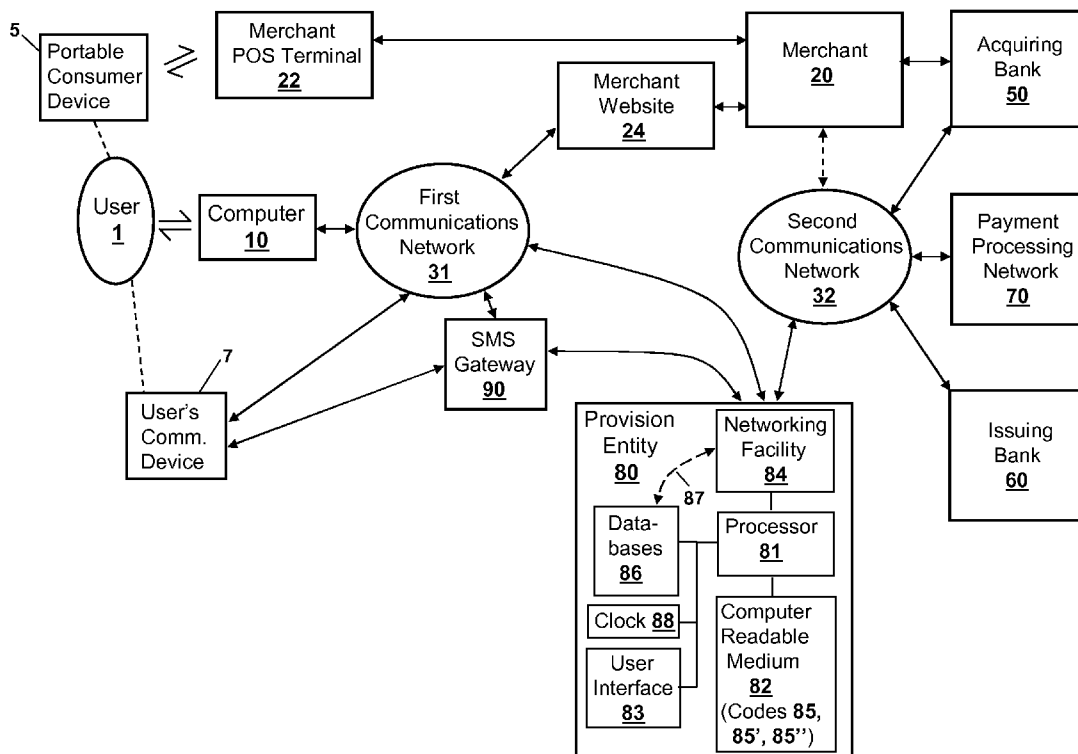 5
Portable
Consumer
Device
Merchant
POS Terminal
22
Merchant
Website
24
Merchant
20
Acquiring
Bank
50
User
1
Computer
10
First
Communications
Network
31
Second
Communications
Network
32
Payment
Processing
Network
70
SMS
Gateway
90
7
User's
Comm.
Device
Issuing
Bank
60
Provision
Entity
80
Networking
Facility
84
87
Data-
bases
86
Processor
81
Clock 88
User
Interface
83
Computer
Readable
Medium
82
(Codes 85,
85', 85'')